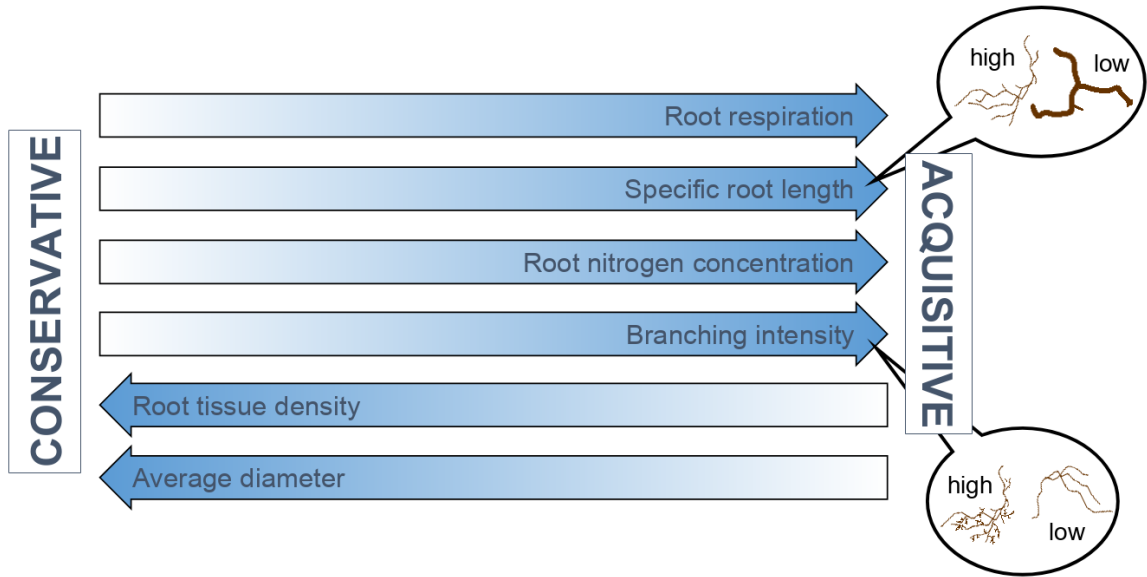 high
low
Root respiration
CONSERVATIVE
Specific root length
ACQUISITIVE
Root nitrogen concentration
Branching intensity
Root tissue density
Average diameter
high
low